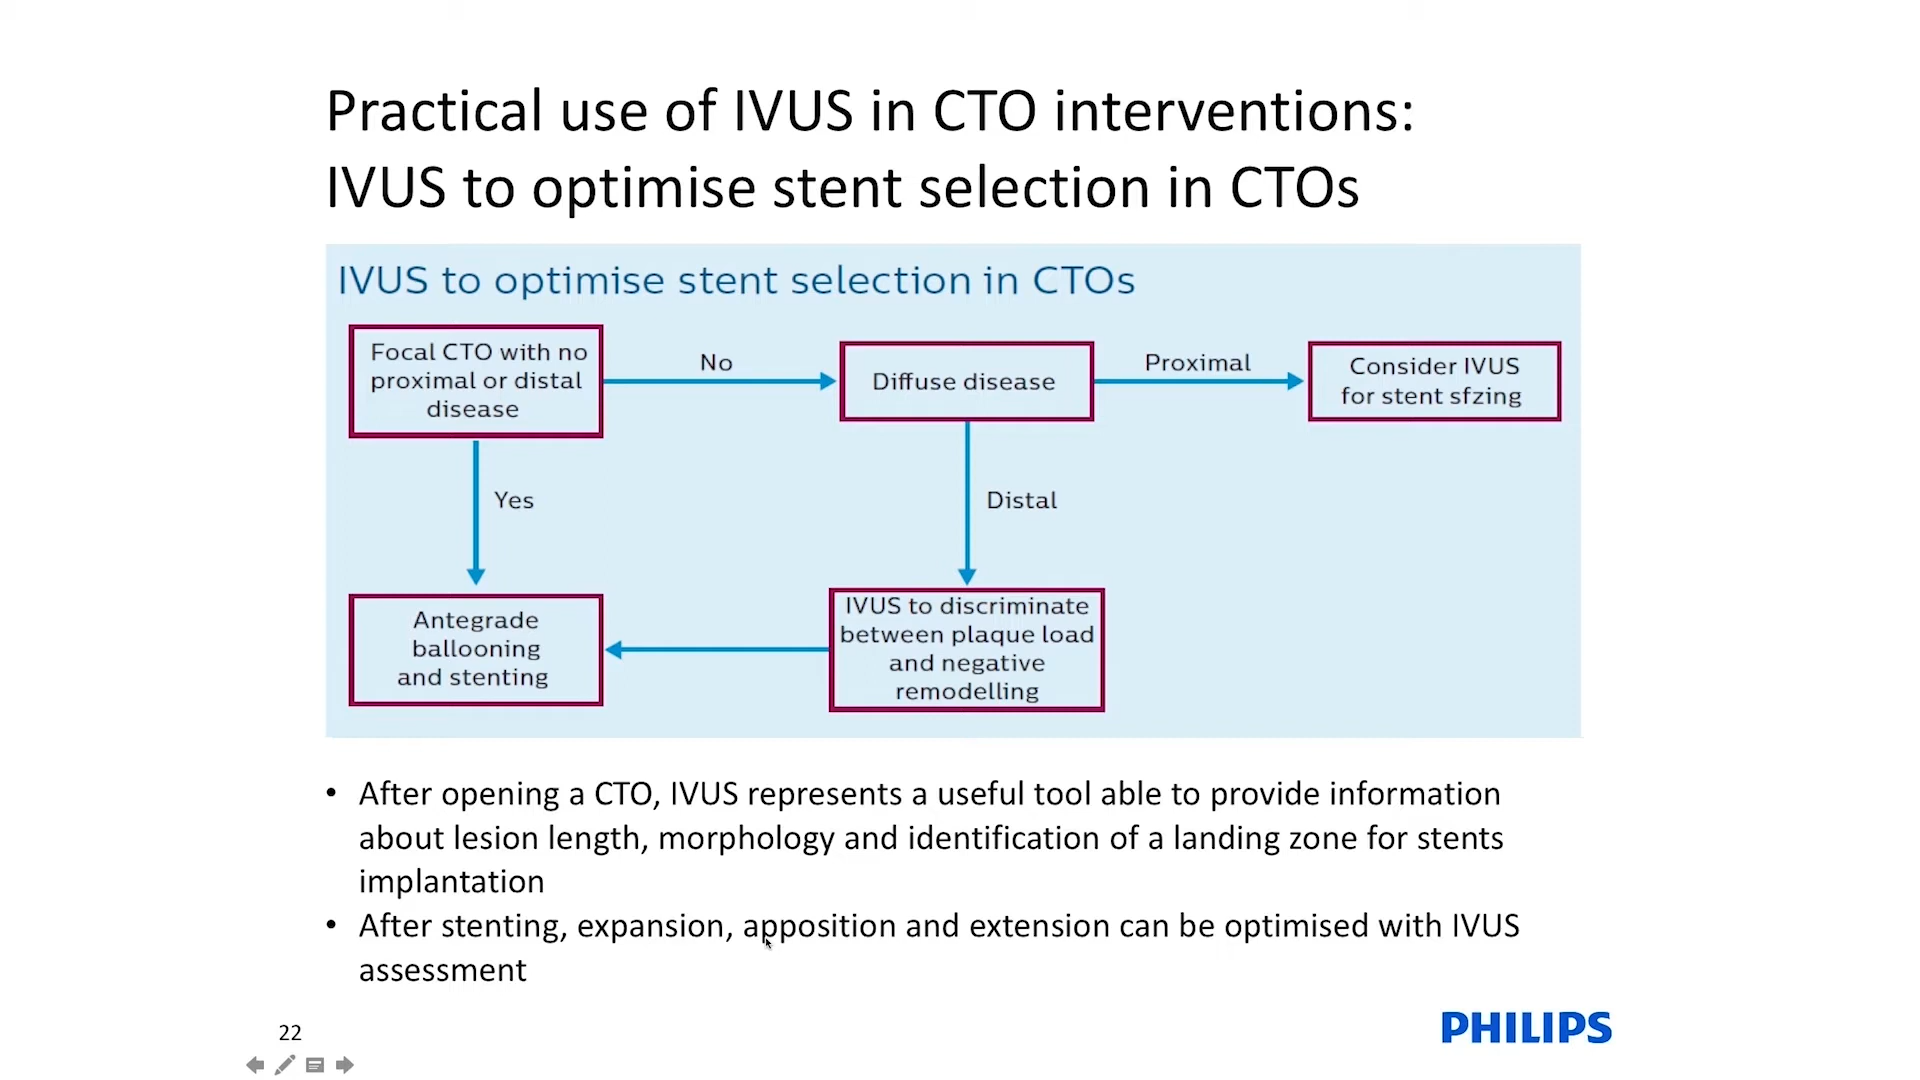 Practical use of IVUS in CTO interventions:
IVUS to optimise stent selection in CTOs
IVUS to optimise stent selection in CTOs
Focal CTO with no
proximal or distal
disease
No
Diffuse disease
Proximal
Consider IVUS
for stent sfzing
Yes
Distal
Antegrade
ballooning
and stenting
IVUS to discriminate
between plaque load
and negative
remodelling
• After opening a CTO, IVUS represents a useful tool able to provide information
about lesion length, morphology and identification of a landing zone for stents
implantation
• After stenting, expansion, apposition and extension can be optimised with IVUS
assessment
22
PHILIPS